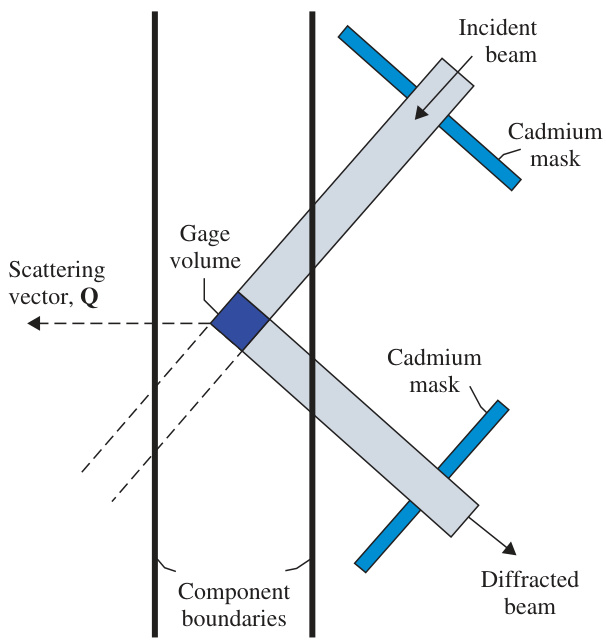 Incident
beam
Cadmium
mask
Gage
volume
Scattering
vector, Q
Cadmium
mask
Component
boundaries
Diffracted
beam